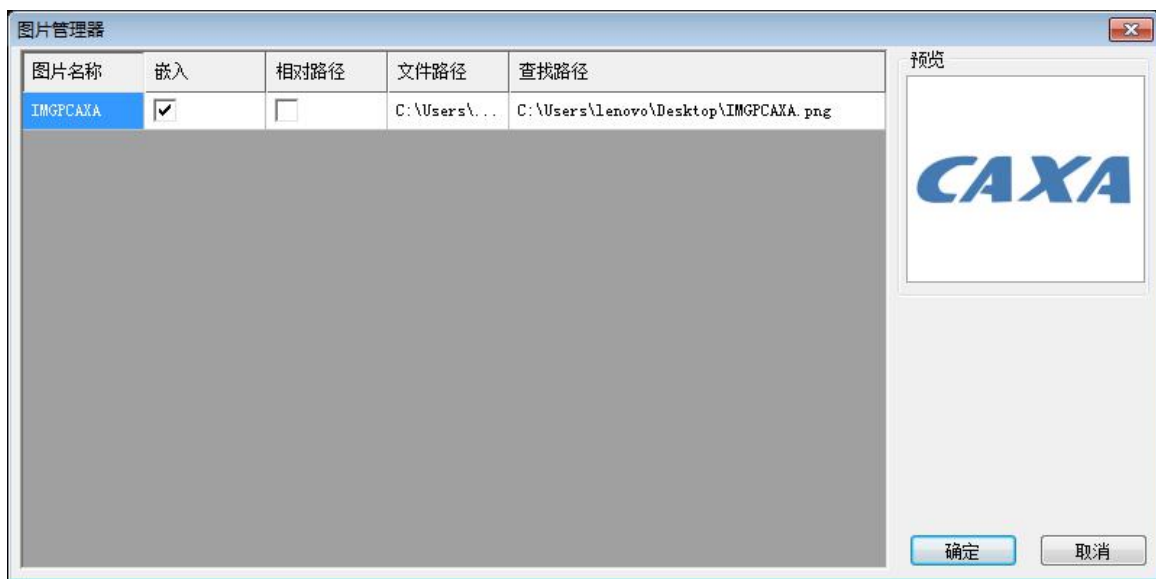 图片管理器
图片名称 嵌入 相对路径 文件路径 查找路径
IMGPCAXA C:\Users\... C:\Users\lenovo\Desktop\IMGPCAXA.png
预览
CAXA
确定 取消